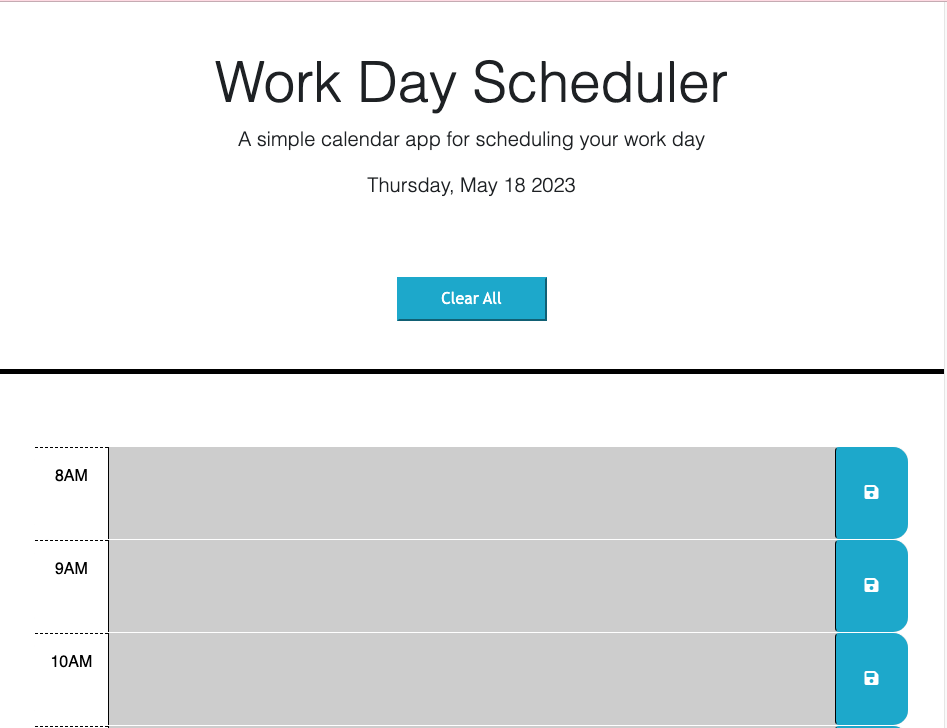 Work Day Scheduler
A simple calendar app for scheduling your work day
Thursday, May 18 2023
Clear All
8AM
9AM
10AM